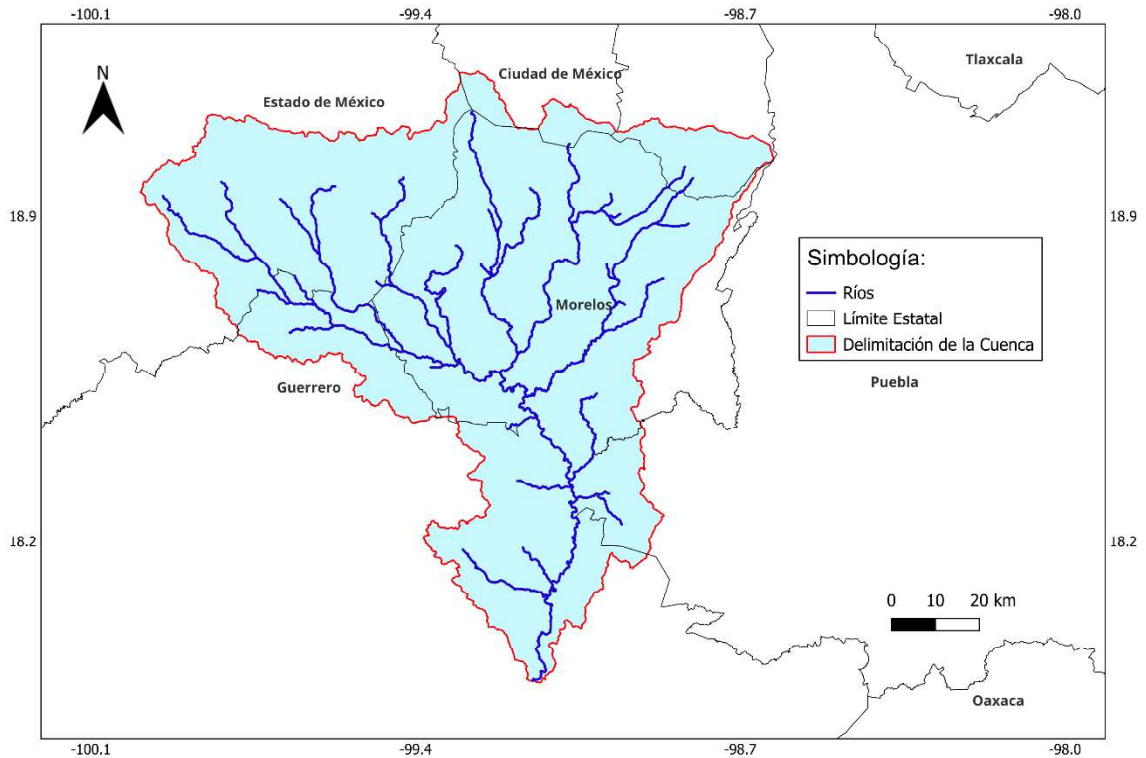 -100.1 -99.4 -98.7 -98.0
Tlaxcala
Ciudad de México
N
Estado de México
18.9 18.9
Simbología:
Ríos
Morelos
Límite Estatal
Delimitación de la Cuenca
Guerrero
Puebla
18.2 18.2
0 10 20 km
Oaxaca
-100.1 -99.4 -98.7 -98.0